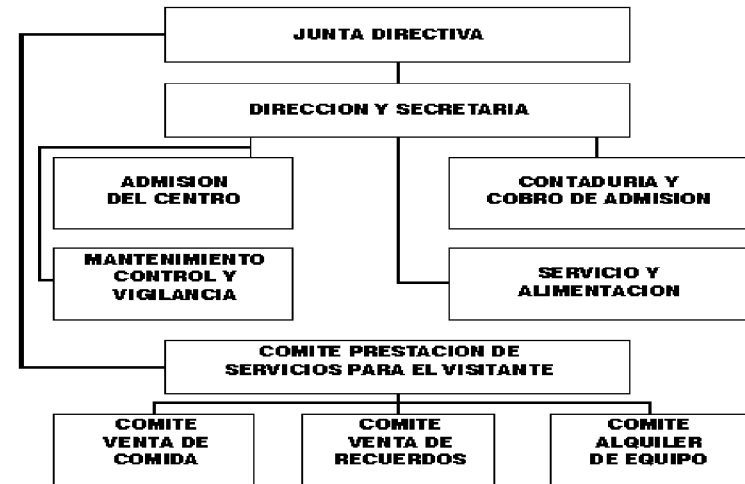 JUNTA DIRECTIVA
DIRECCION Y SECRETARIA
ADMISION
DEL CENTRO
CONTADURIA Y
COBRO DE ADMISION
MANTENIMIENTO
CONTROL Y
VIGILANCIA
SERVICIO Y
ALIMENTACION
COMITE PRESTACION DE
SERVICIOS PARA EL VISITANTE
COMITE
VENTA DE
COMIDA
COMITE
VENTA DE
RECUERDOS
COMITE
ALQUILER
DE EQUIPO